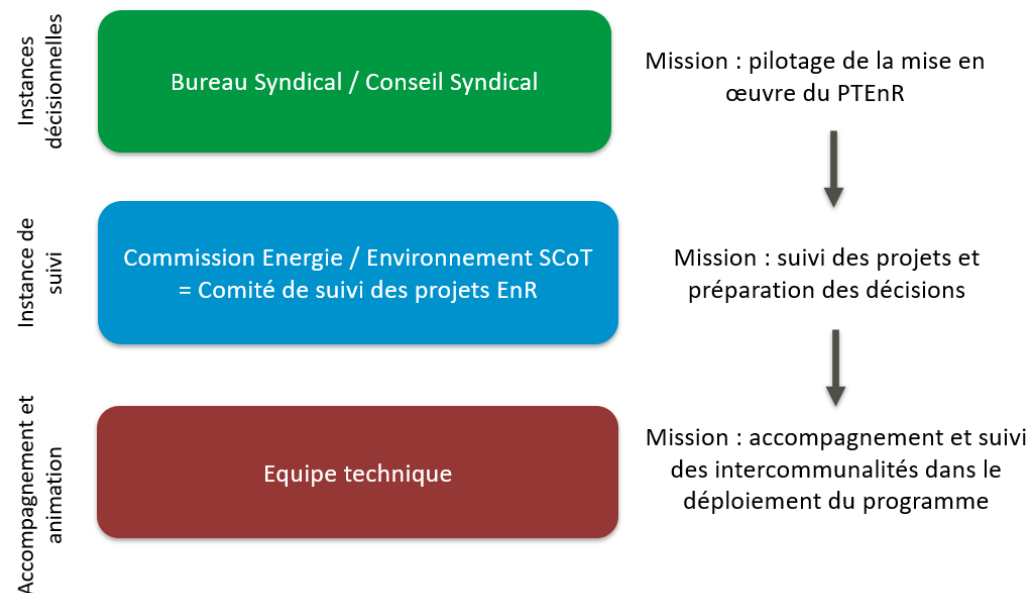 Instances
décisionnelles
Bureau Syndical / Conseil Syndical
Mission : pilotage de la mise en
œuvre du PTEnR
Instance de
suivi
Commission Energie / Environnement SCoT
= Comité de suivi des projets EnR
Mission : suivi des projets et
préparation des décisions
Accompagnement et
animation
Equipe technique
Mission : accompagnement et suivi
des intercommunalités dans le
déploiement du programme